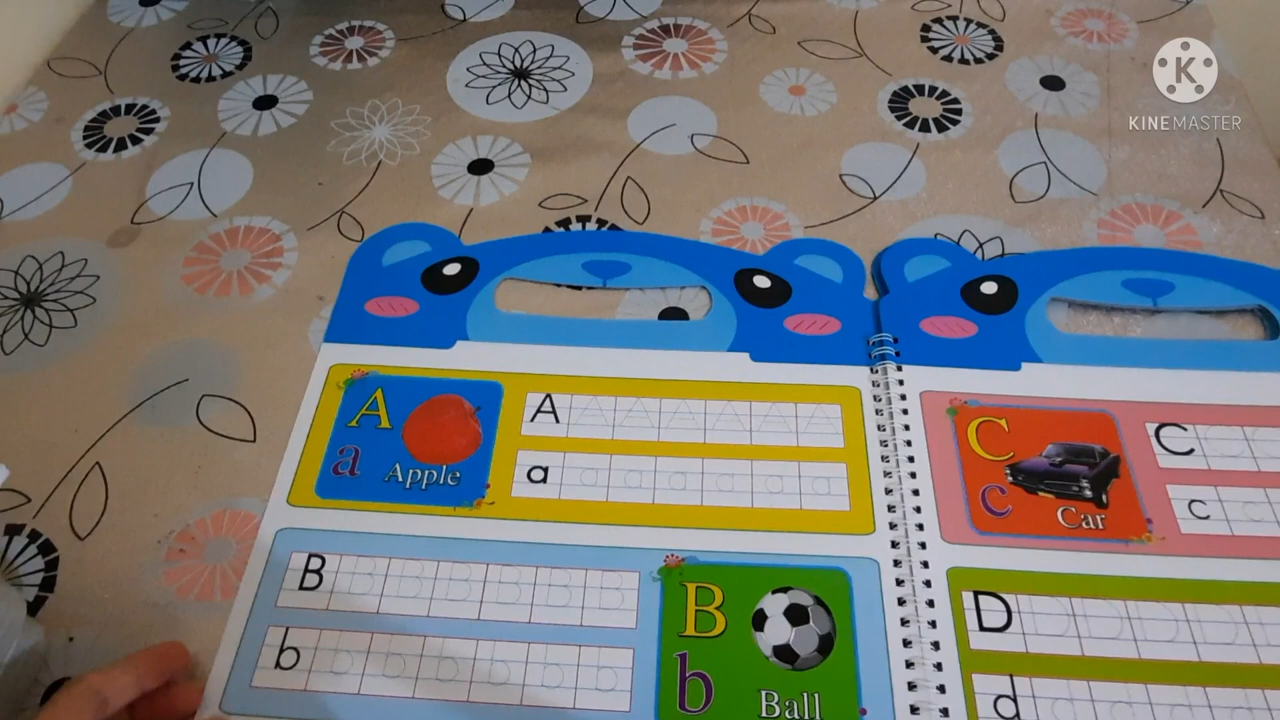 KINEMASTER
A
a
Apple
A A A A A A A
a a a a a a a
B B B B B B B
b b b b b b b
B
b
Ball
C
c
Car
C C C
c c
D D D D D D D
d d d d d d